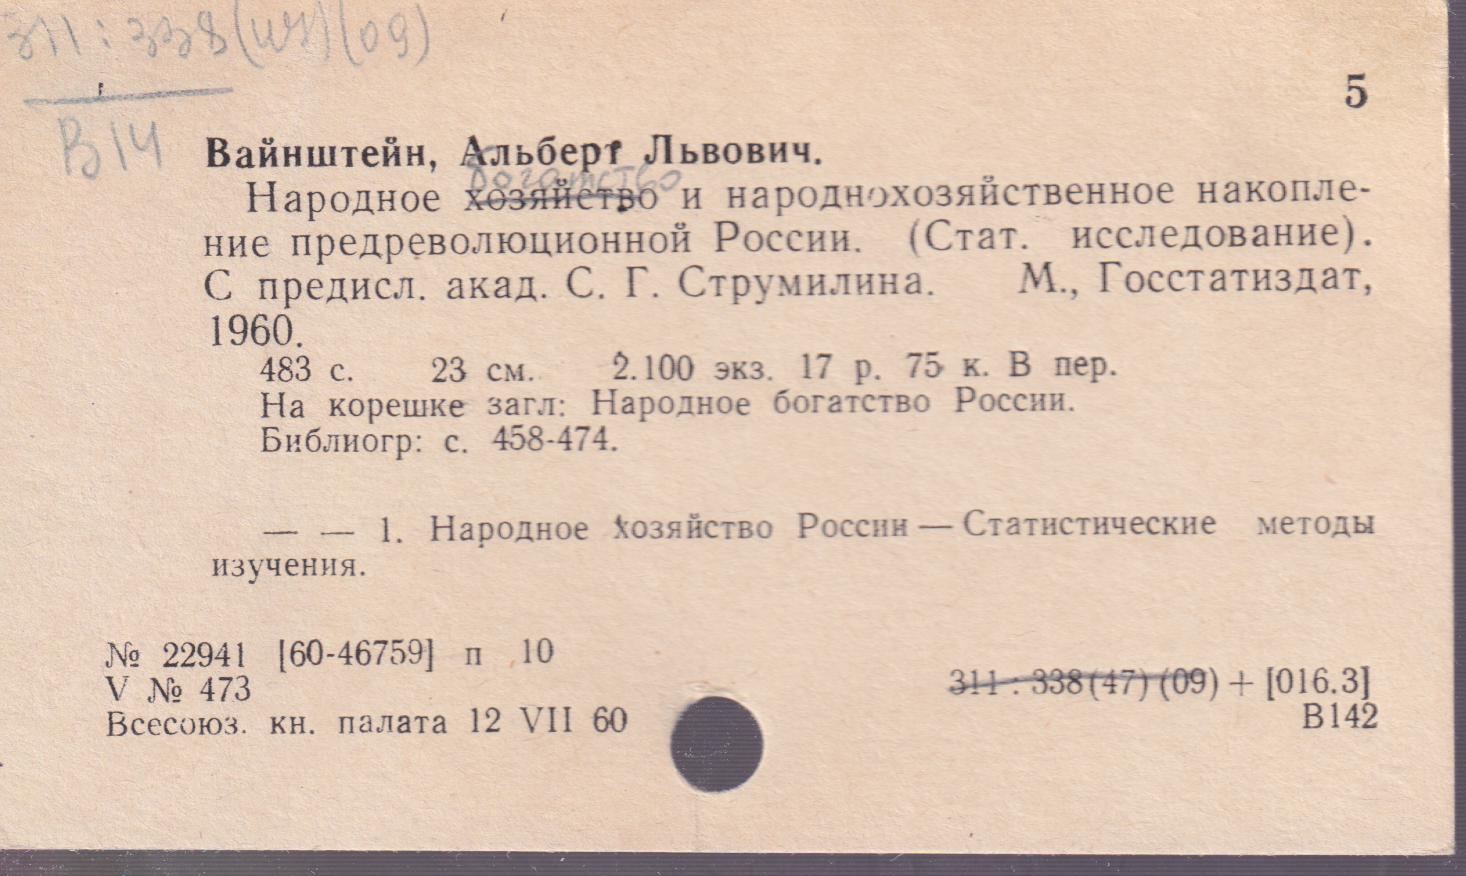 311:338(47)(09)
5
В14
Вайнштейн, Альберт Львович.
богатство
Народное хозяйство и народнохозяйственное накопле-
ние предреволюционной России. (Стат. исследование).
С предисл. акад. С. Г. Струмилина. М., Госстатиздат,
1960.
483 с. 23 см. 2.100 экз. 17 р. 75 к. В пер.
На корешке загл: Народное богатство России.
Библиогр: с. 458-474.
— — 1. Народное хозяйство России — Статистические методы
изучения.
№ 22941 [60-46759] п 10
V № 473
311 : 338(47) (09) + [016.3]
В142
Всесоюз. кн. палата 12 VII 60